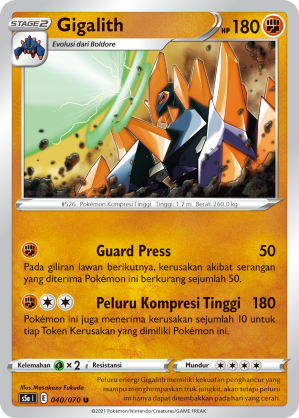 STAGE2
Gigalith
HP 180
Evolusi dari Boldore
#526 Pokémon Kompresi Tinggi Tinggi: 1.7 m Berat: 260.0 kg
Guard Press 50
Pada giliran lawan berikutnya, kerusakan akibat serangan
yang diterima Pokémon ini berkurang sejumlah 50.
Peluru Kompresi Tinggi 180
Pokémon ini juga menerima kerusakan sejumlah 10 untuk
tiap Token Kerusakan yang dimiliki Pokémon ini.
Kelemahan × 2 Resistansi Mundur
Illus. Masakazu Fukuda
Peluru energi Gigalith memiliki kekuatan penghancur yang
mampu menghempaskan truk jungkit, akan tetapi peluru
ini hanya dapat ditembakkan pada hari yang cerah.
s5a I E 040/070 U
©2021 Pokémon/Nintendo/Creatures/GAME FREAK